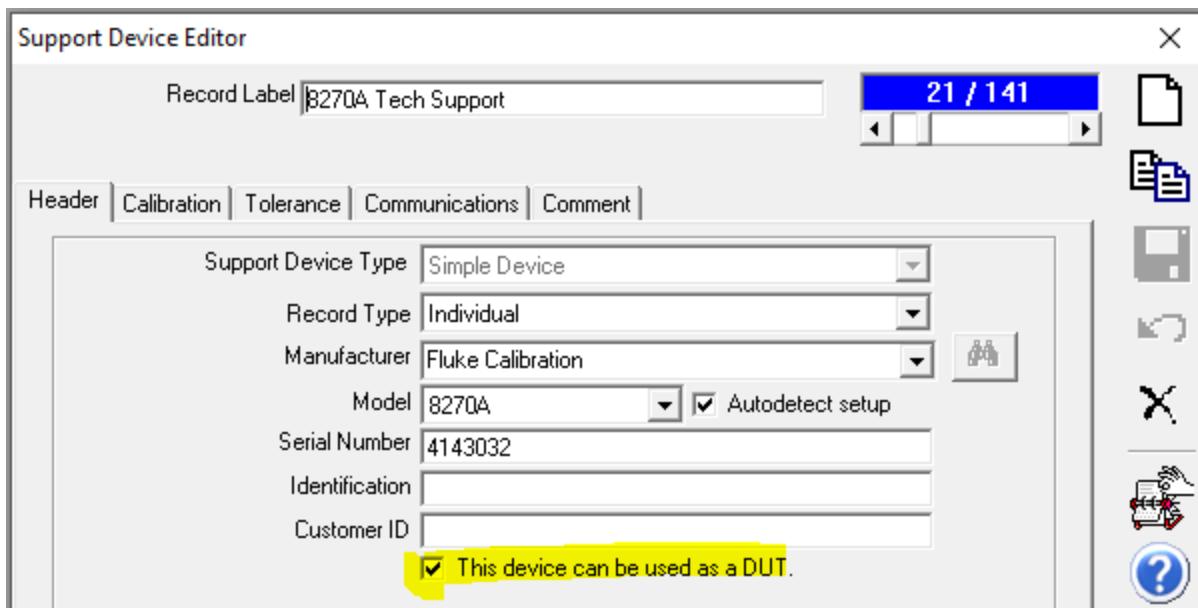 Support Device Editor
Record Label 8270A Tech Support
21 / 141
Header Calibration Tolerance Communications Comment
Support Device Type Simple Device
Record Type Individual
Manufacturer Fluke Calibration
Model 8270A Autodetect setup
Serial Number 4143032
Identification
Customer ID
This device can be used as a DUT.